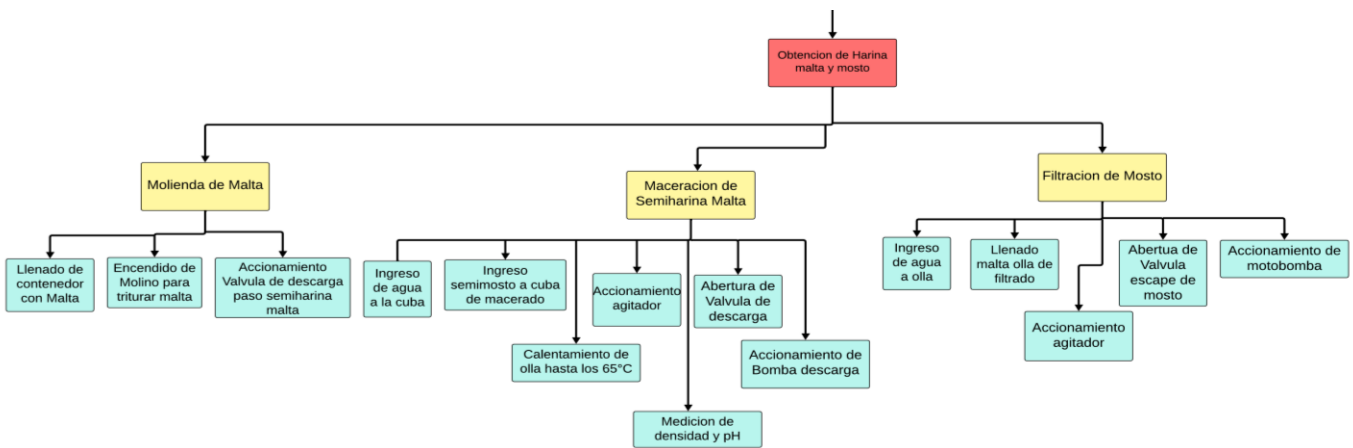 Obtencion de Harina
malta y mosto
Molienda de Malta
Maceracion de
Semiharina Malta
Filtracion de Mosto
Llenado de
contenedor
con Malta
Encendido de
Molino para
triturar malta
Accionamiento
Valvula de descarga
paso semiharina
malta
Ingreso
de agua
a la cuba
Ingreso
semimosto a cuba
de macerado
Calentamiento de
olla hasta los 65°C
Accionamiento
agitador
Medicion de
densidad y pH
Abertura de
Valvula de
descarga
Accionamiento de
Bomba descarga
Ingreso
de agua
a olla
Llenado
malta olla de
filtrado
Accionamiento
agitador
Abertua de
Valvula
escape de
mosto
Accionamiento de
motobomba